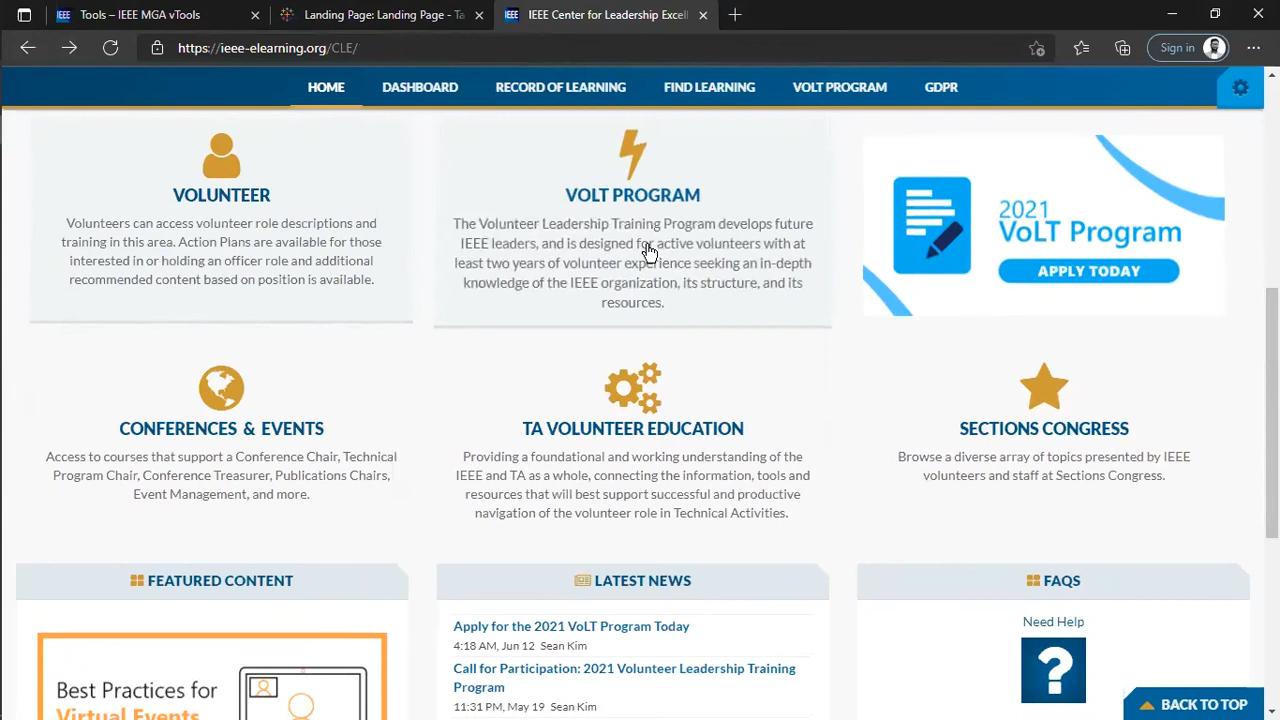 Tools – IEEE MGA vTools
Landing Page: Landing Page - Ta
IEEE Center for Leadership Excell
https://ieee-elearning.org/CLE/
Sign in
HOME
DASHBOARD
RECORD OF LEARNING
FIND LEARNING
VOLT PROGRAM
GDPR
VOLUNTEER
Volunteers can access volunteer role descriptions and
training in this area. Action Plans are available for those
interested in or holding an officer role and additional
recommended content based on position is available.
VOLT PROGRAM
The Volunteer Leadership Training Program develops future
IEEE leaders, and is designed for active volunteers with at
least two years of volunteer experience seeking an in-depth
knowledge of the IEEE organization, its structure, and its
resources.
2021
VoLT Program
APPLY TODAY
CONFERENCES & EVENTS
Access to courses that support a Conference Chair, Technical
Program Chair, Conference Treasurer, Publications Chairs,
Event Management, and more.
TA VOLUNTEER EDUCATION
Providing a foundational and working understanding of the
IEEE and TA as a whole, connecting the information, tools and
resources that will best support successful and productive
navigation of the volunteer role in Technical Activities.
SECTIONS CONGRESS
Browse a diverse array of topics presented by IEEE
volunteers and staff at Sections Congress.
FEATURED CONTENT
Best Practices for
Virtual Events
LATEST NEWS
Apply for the 2021 VoLT Program Today
4:18 AM, Jun 12 Sean Kim
Call for Participation: 2021 Volunteer Leadership Training
Program
11:31 PM, May 19 Sean Kim
FAQS
Need Help
?
BACK TO TOP